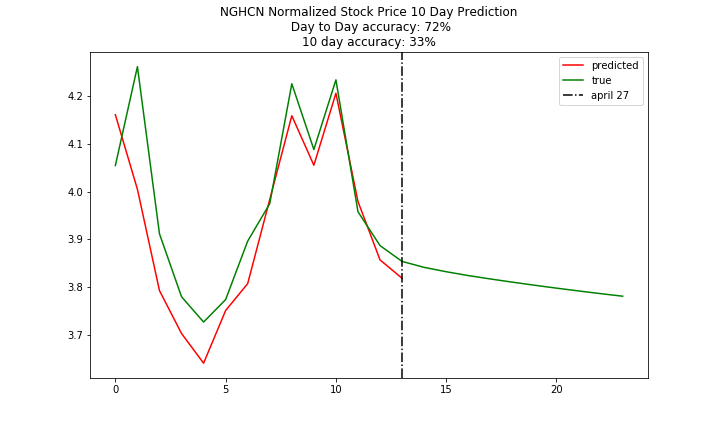 NGHCN Normalized Stock Price 10 Day Prediction
Day to Day accuracy: 72%
10 day accuracy: 33%
predicted
true
april 27
4.2
4.1
4.0
3.9
3.8
3.7
0 5 10 15 20